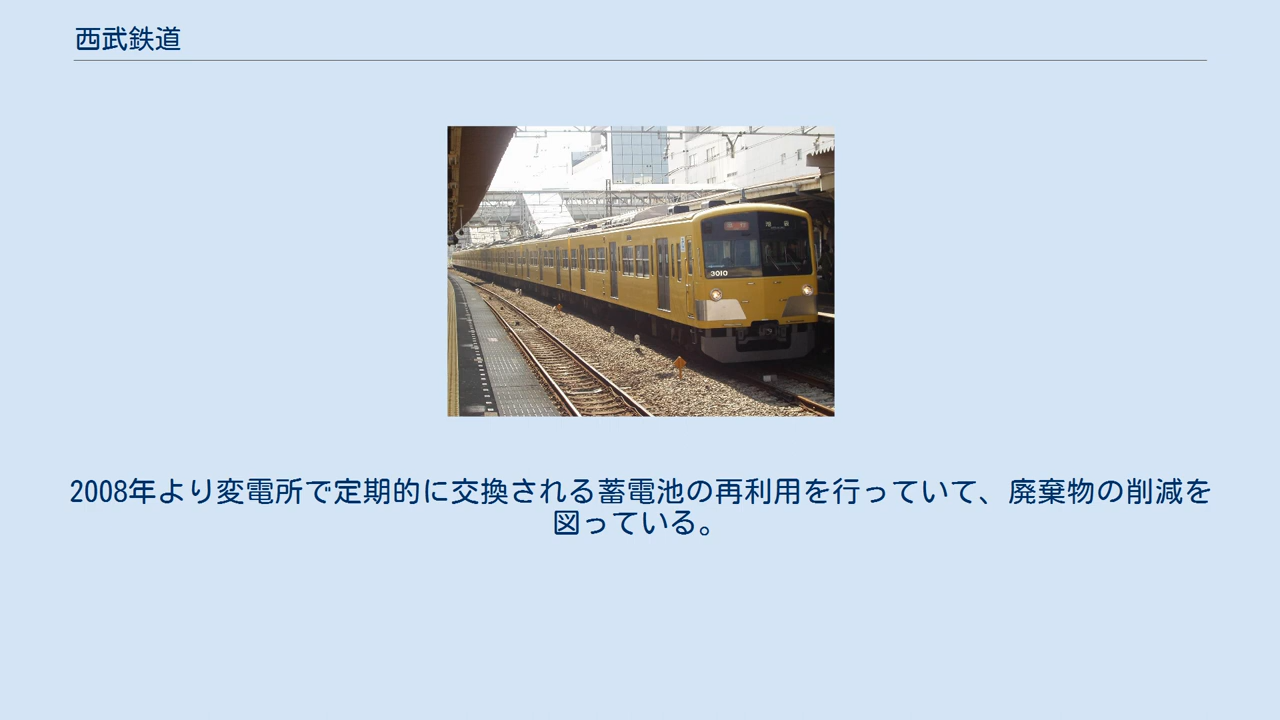 西武鉄道
3010
2008年より変電所で定期的に交換される蓄電池の再利用を行っていて、廃棄物の削減を
図っている。